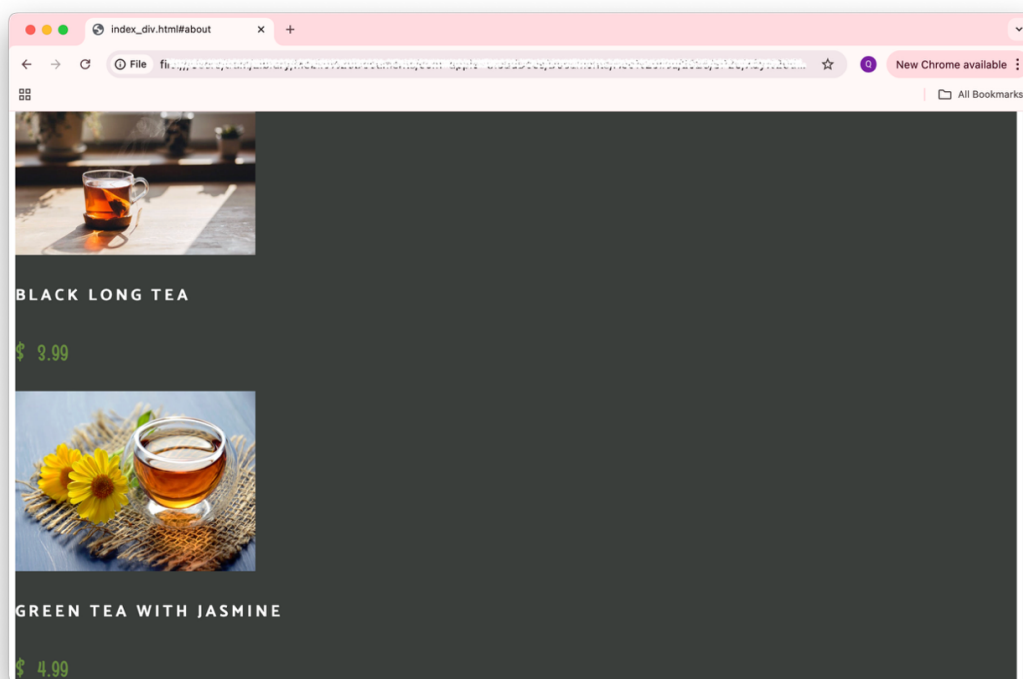 index_div.html#about
File
New Chrome available
All Bookmarks
BLACK LONG TEA
$ 3.99
GREEN TEA WITH JASMINE
$ 4.99